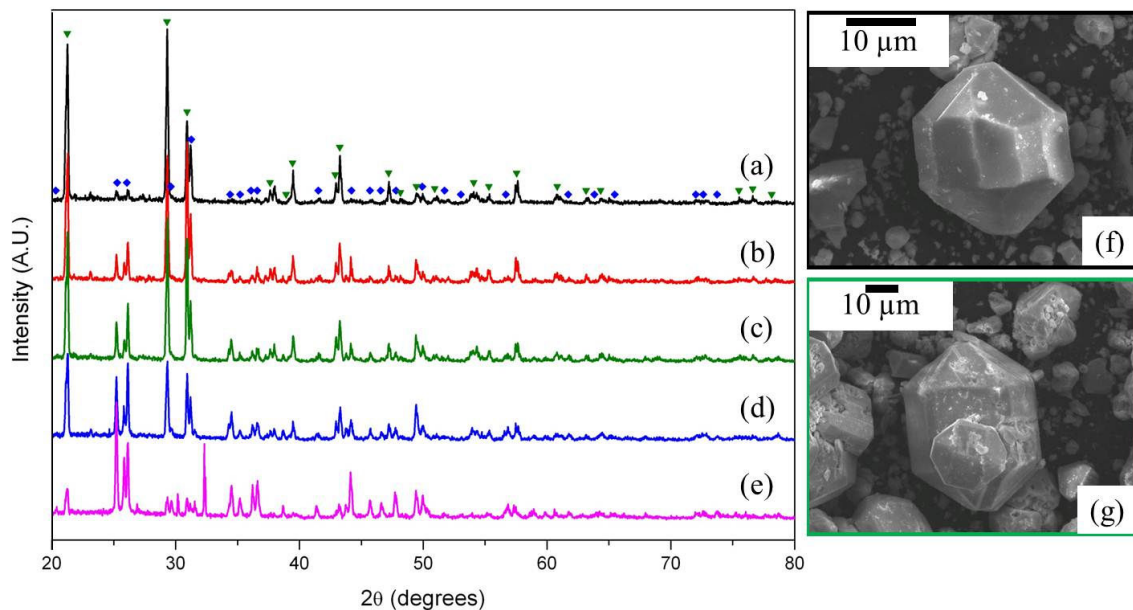 Intensity (A.U.)
(a)
(b)
(c)
(d)
(e)
20 30 40 50 60 70 80
2θ (degrees)
10 µm
(f)
10 µm
(g)